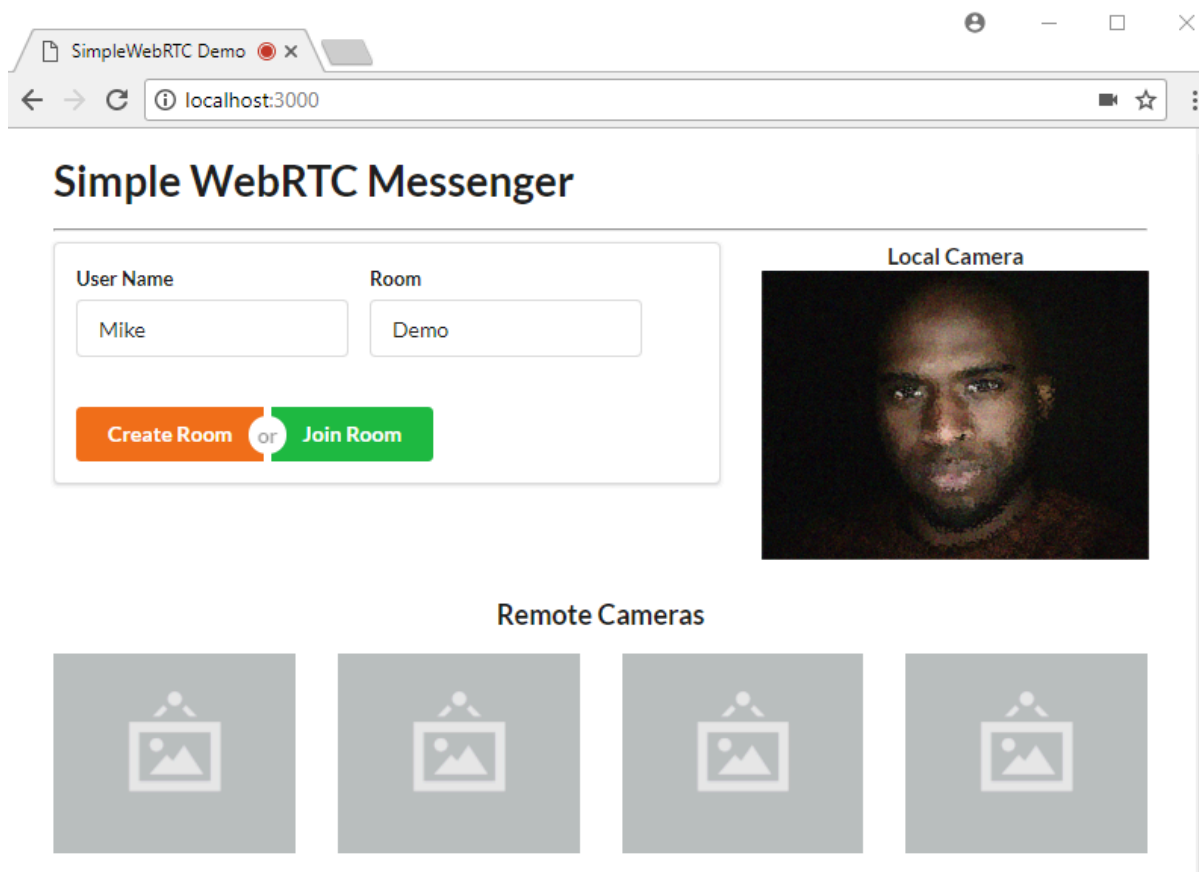 SimpleWebRTC Demo
localhost:3000
Simple WebRTC Messenger
User Name
Room
Local Camera
Mike
Demo
Create Room or Join Room
Remote Cameras